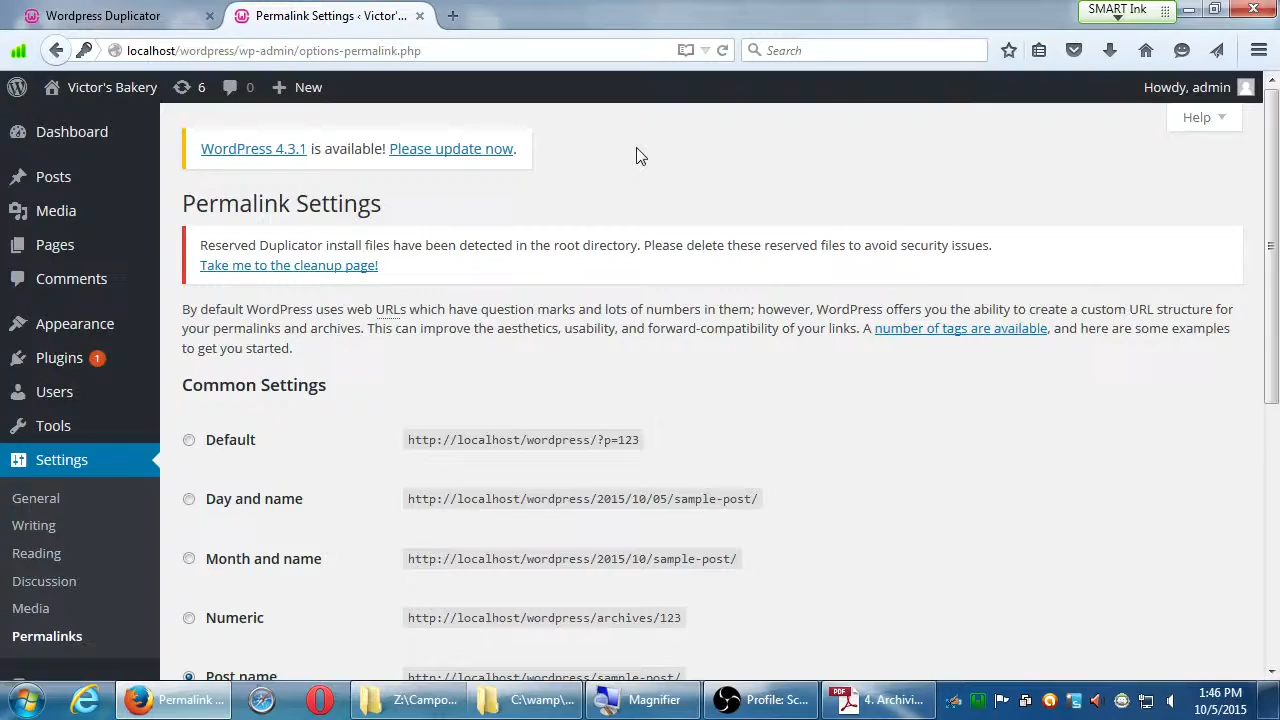 Wordpress Duplicator
Permalink Settings ‹ Victor'...
SMART Ink
localhost/wordpress/wp-admin/options-permalink.php
Search
Victor's Bakery
6
0
New
Howdy, admin
Help
Dashboard
Posts
Media
Pages
Comments
Appearance
Plugins 1
Users
Tools
Settings
General
Writing
Reading
Discussion
Media
Permalinks
WordPress 4.3.1 is available! Please update now.
Permalink Settings
Reserved Duplicator install files have been detected in the root directory. Please delete these reserved files to avoid security issues.
Take me to the cleanup page!
By default WordPress uses web URLs which have question marks and lots of numbers in them; however, WordPress offers you the ability to create a custom URL structure for
your permalinks and archives. This can improve the aesthetics, usability, and forward-compatibility of your links. A number of tags are available, and here are some examples
to get you started.
Common Settings
Default http://localhost/wordpress/?p=123
Day and name http://localhost/wordpress/2015/10/05/sample-post/
Month and name http://localhost/wordpress/2015/10/sample-post/
Numeric http://localhost/wordpress/archives/123
Post name http://localhost/wordpress/sample-post/
Permalink ...
Z:\Campo...
C:\wamp\...
Magnifier
Profile: Sc...
PDF
4. Archivi...
1:46 PM
10/5/2015